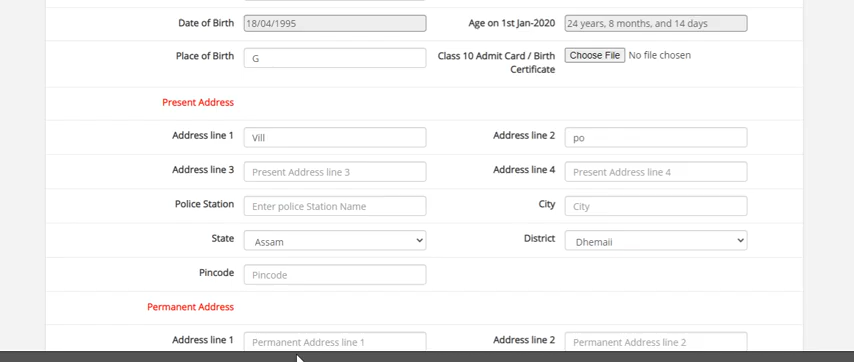 Date of Birth 18/04/1995 Age on 1st Jan-2020 24 years, 8 months, and 14 days
Place of Birth G Class 10 Admit Card / Birth Certificate Choose File No file chosen
Present Address
Address line 1 Vill Address line 2 po
Address line 3 Present Address line 3 Address line 4 Present Address line 4
Police Station Enter police Station Name City City
State Assam District Dhemaii
Pincode Pincode
Permanent Address
Address line 1 Permanent Address line 1 Address line 2 Permanent Address line 2